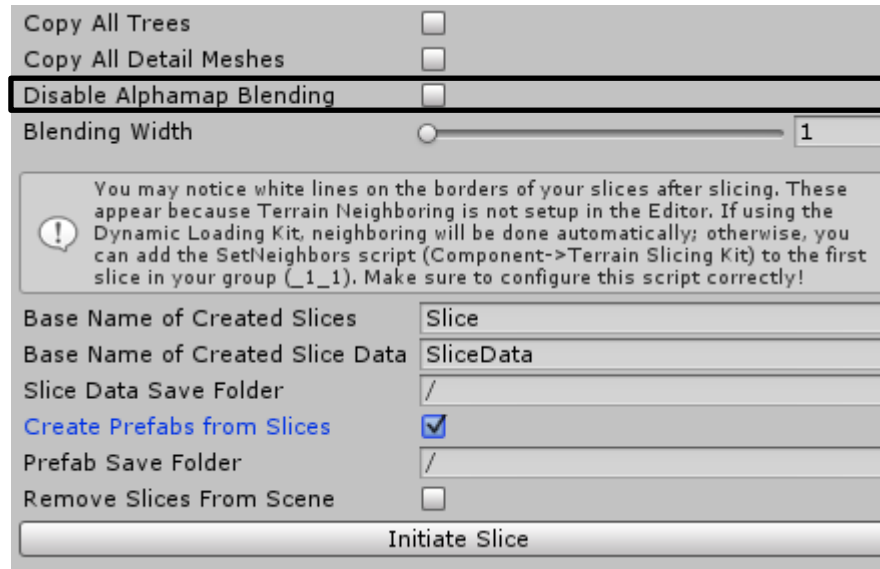 Copy All Trees
Copy All Detail Meshes
Disable Alphamap Blending
Blending Width 1
You may notice white lines on the borders of your slices after slicing. These
appear because Terrain Neighboring is not setup in the Editor. If using the
Dynamic Loading Kit, neighboring will be done automatically; otherwise, you
can add the SetNeighbors script (Component->Terrain Slicing Kit) to the first
slice in your group (_1_1). Make sure to configure this script correctly!
Base Name of Created Slices Slice
Base Name of Created Slice Data SliceData
Slice Data Save Folder /
Create Prefabs from Slices
Prefab Save Folder /
Remove Slices From Scene
Initiate Slice